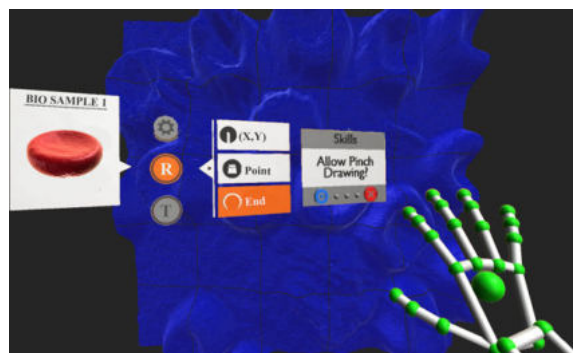 BIO SAMPLE 1
R
T
(X,Y)
Point
End
Skills
Allow Pinch
Drawing?